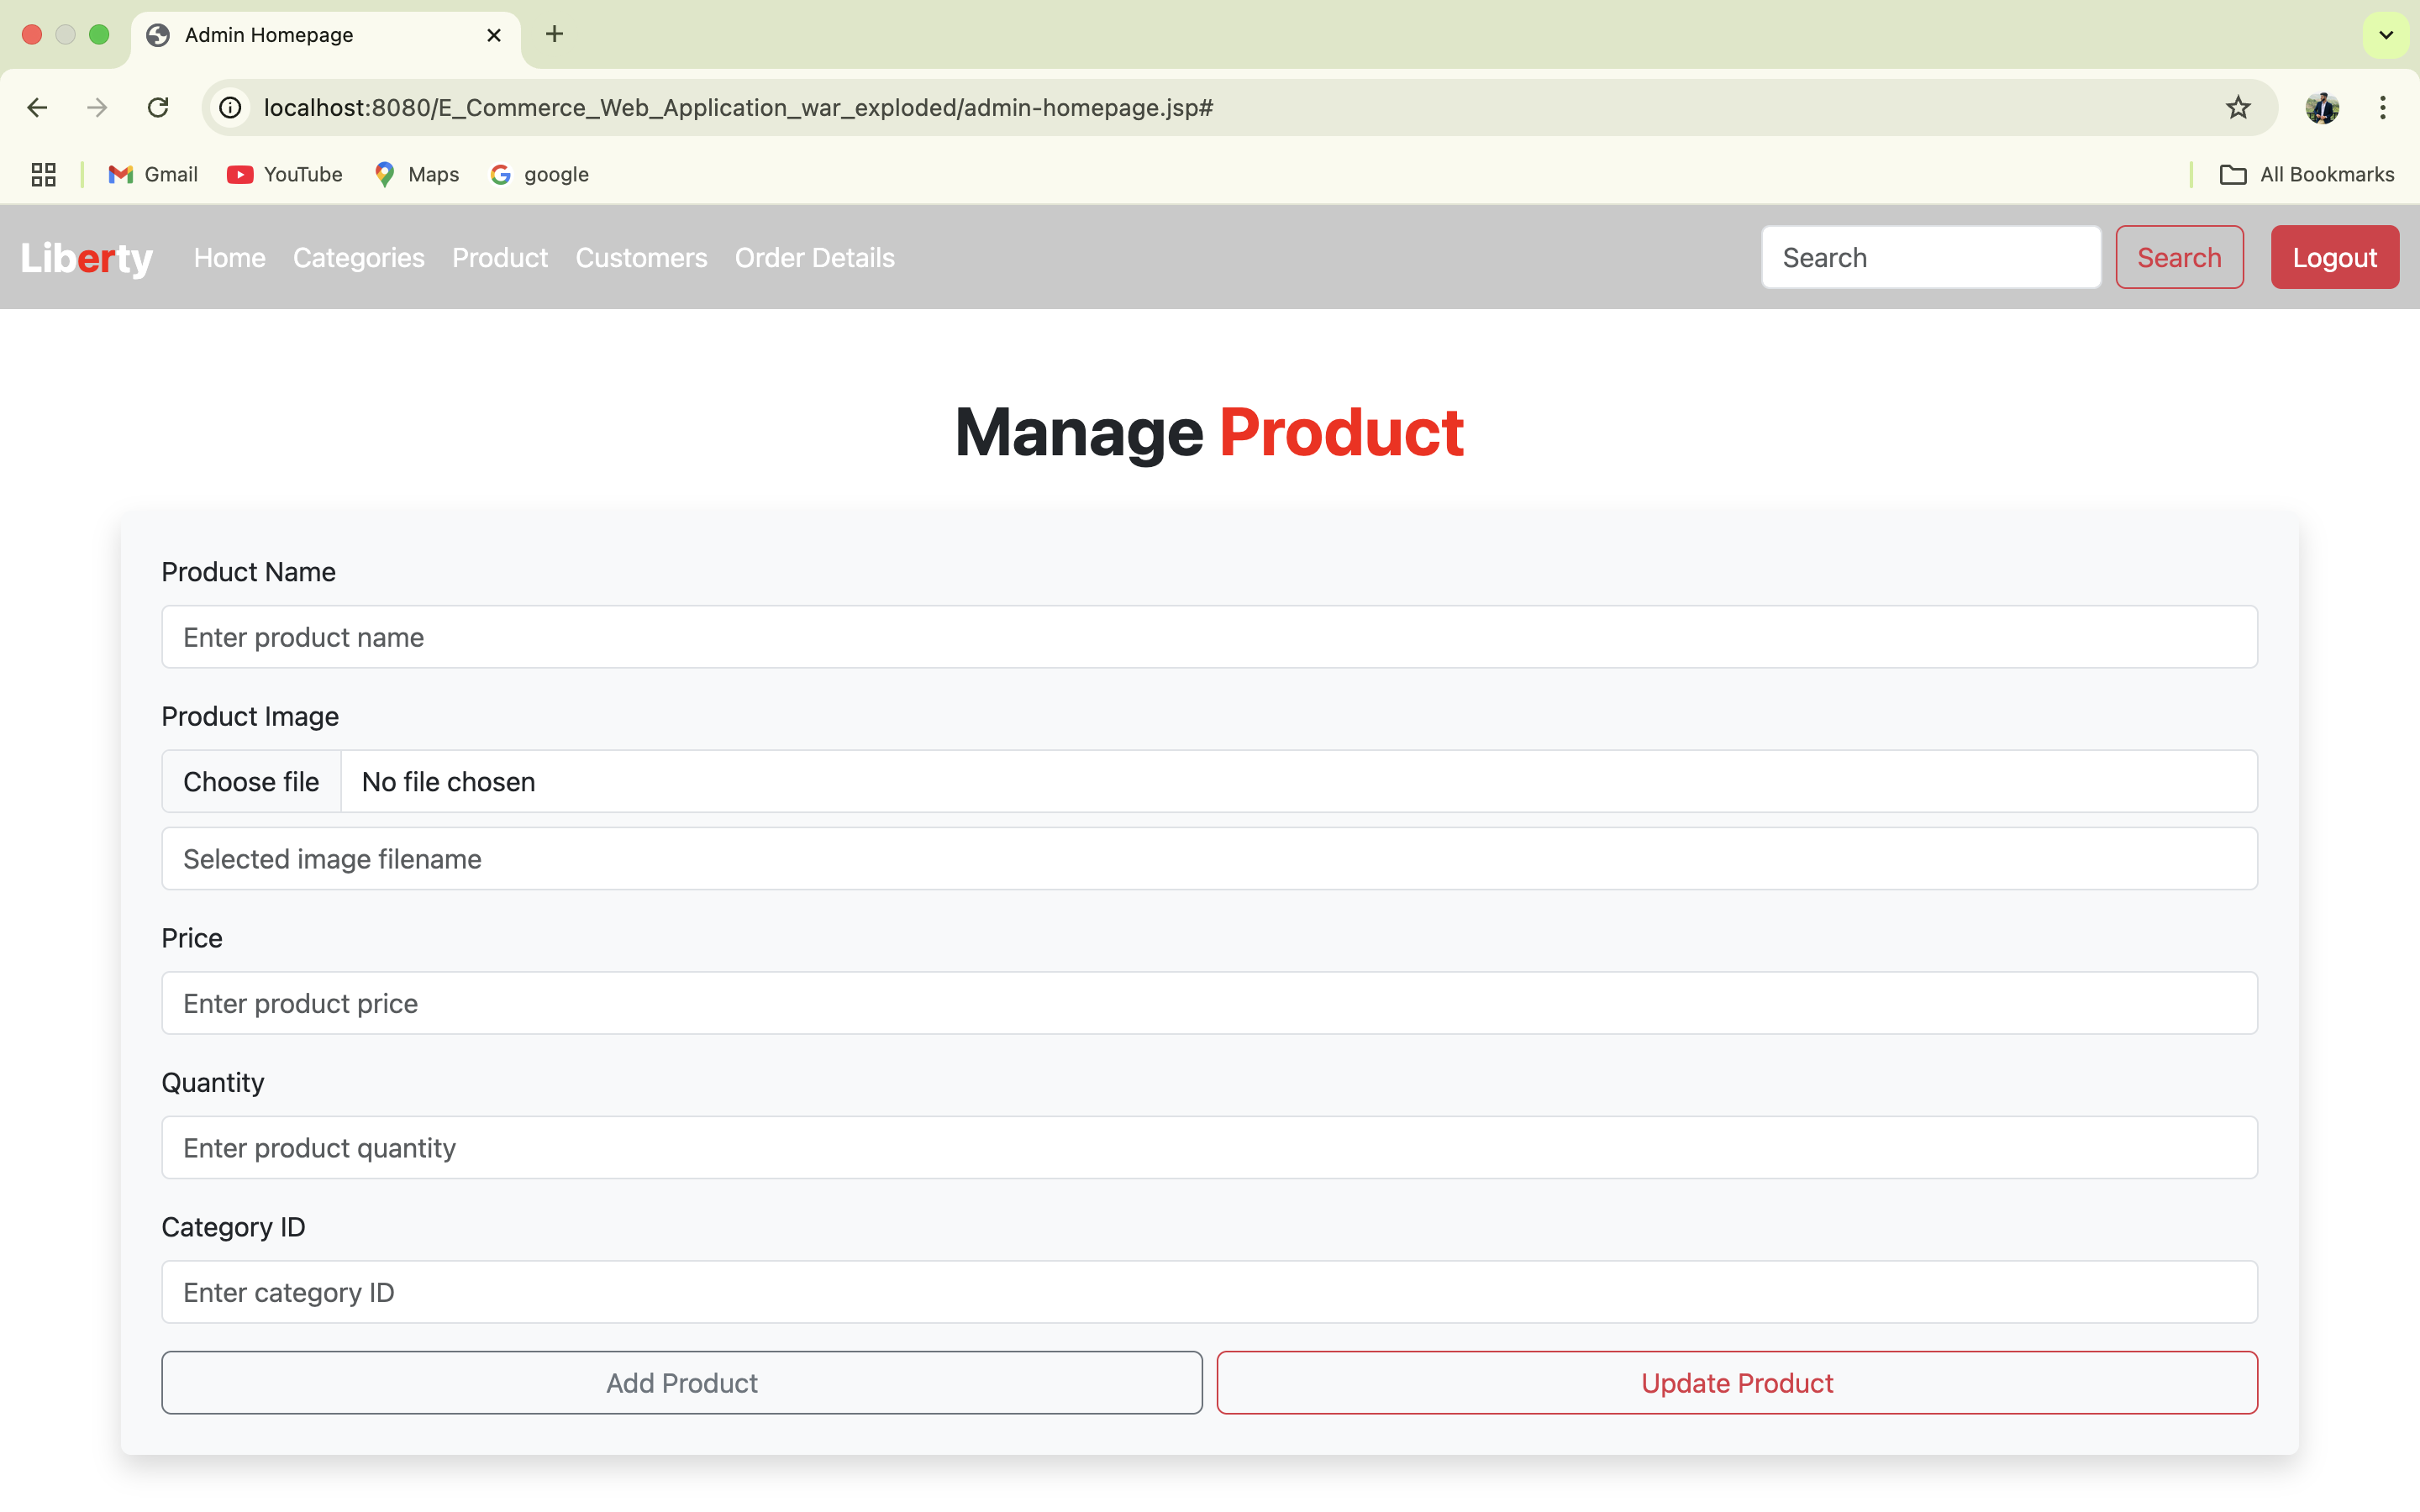 Admin Homepage
localhost:8080/E_Commerce_Web_Application_war_exploded/admin-homepage.jsp#
Gmail YouTube Maps google All Bookmarks
Liberty Home Categories Product Customers Order Details Search Search Logout
Manage Product
Product Name
Enter product name
Product Image
Choose file No file chosen
Selected image filename
Price
Enter product price
Quantity
Enter product quantity
Category ID
Enter category ID
Add Product Update Product